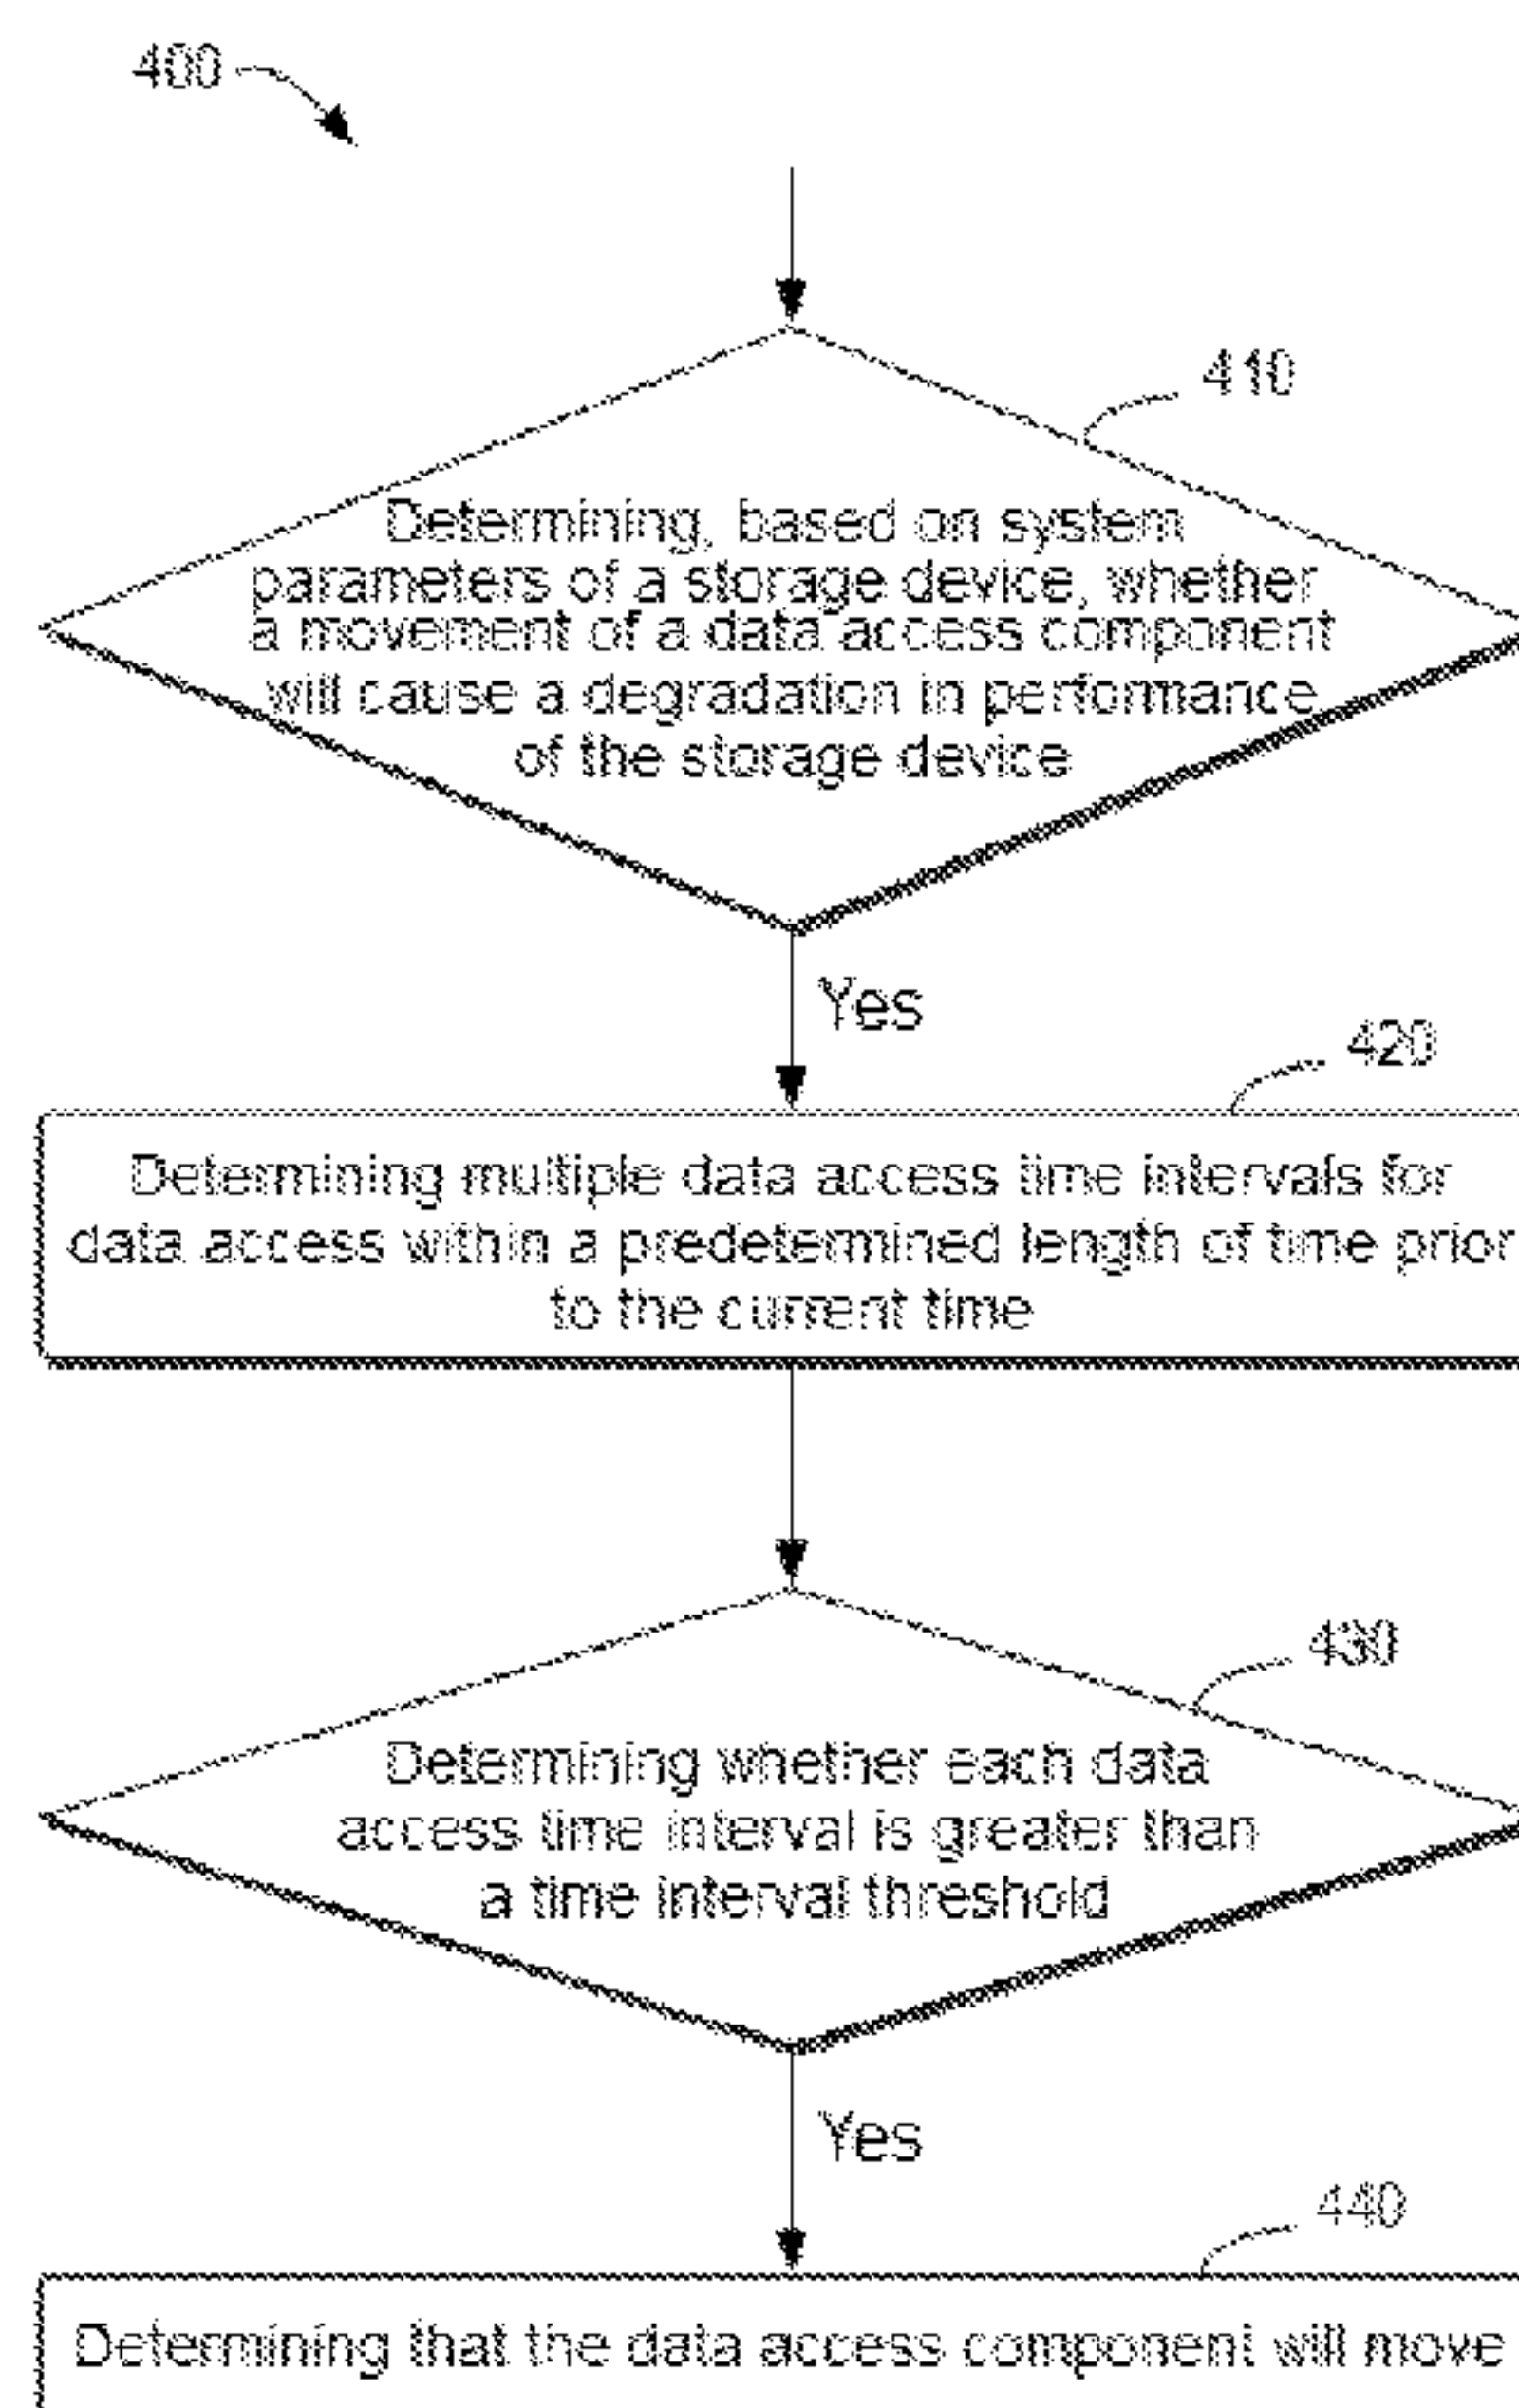 400
410
Determining, based on system
parameters of a storage device, whether
a movement of a data access component
will cause a degradation in performance
of the storage device
Yes
420
Determining multiple data access time intervals for
data access within a predetermined length of time prior
to the current time
430
Determining whether each data
access time interval is greater than
a time interval threshold
Yes
440
Determining that the data access component will move